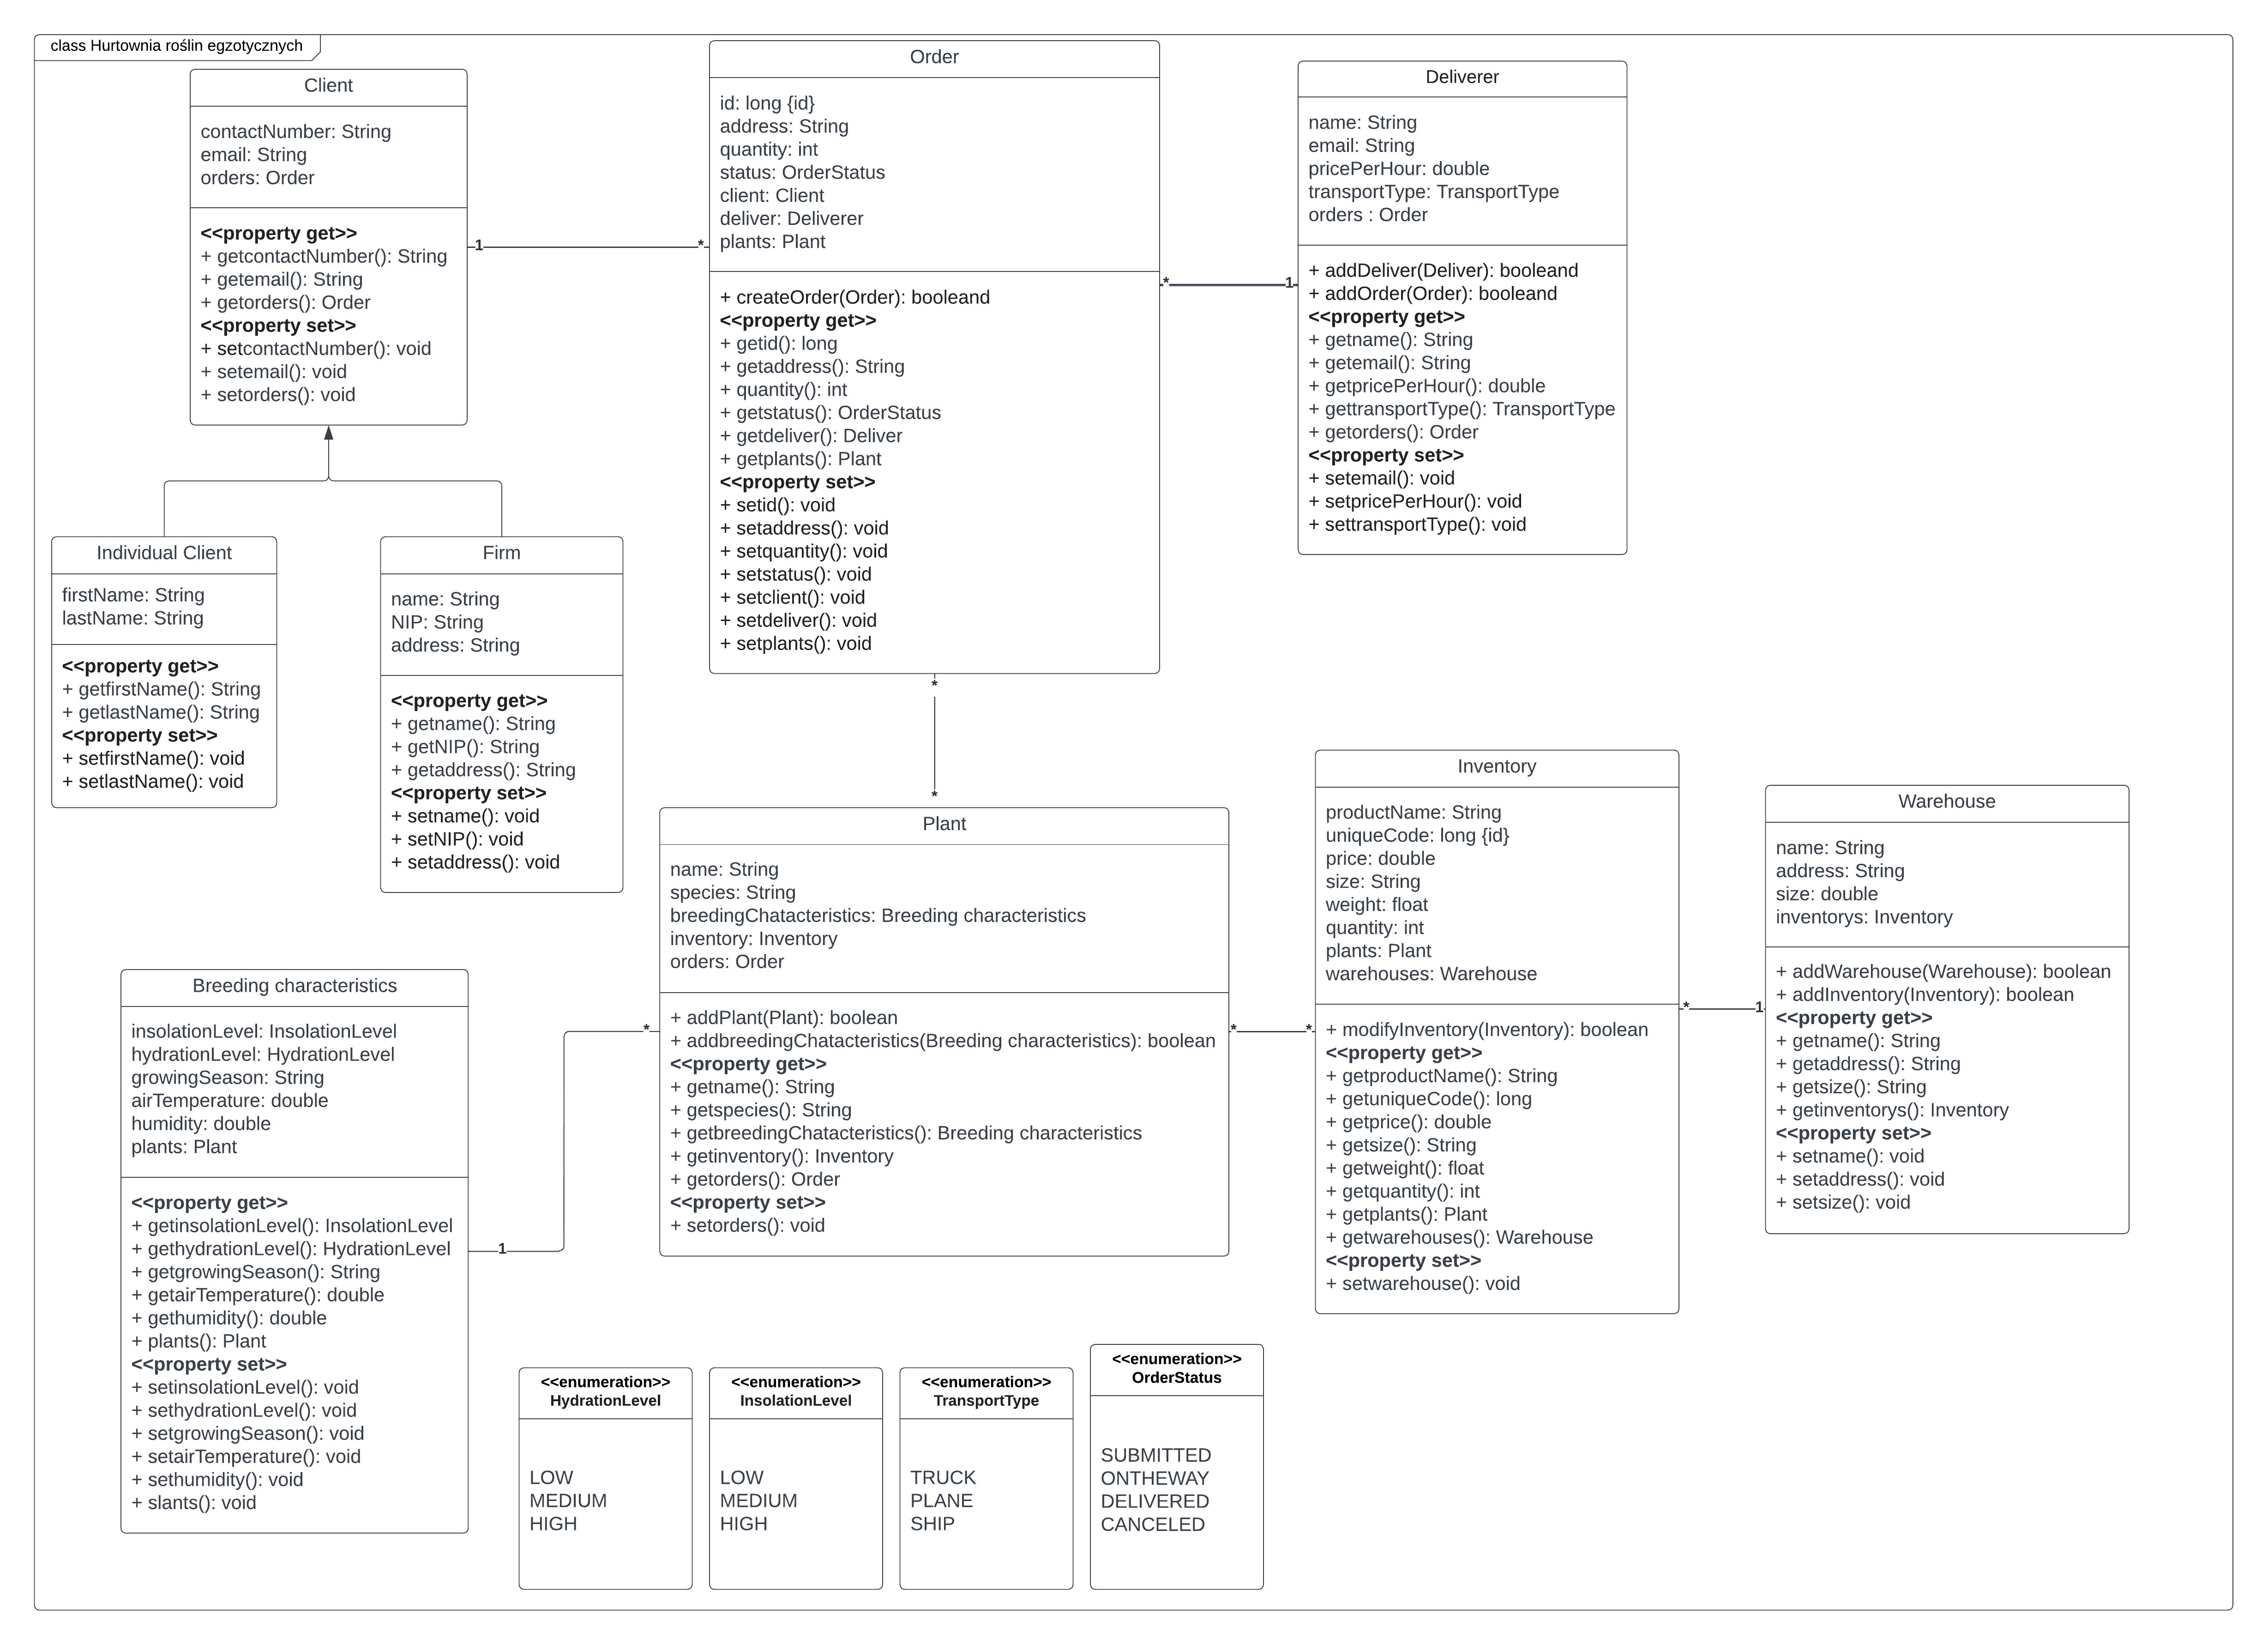 class Hurtownia roślin egzotycznych
Client
contactNumber: String
email: String
orders: Order
<<property get>>
+ getcontactNumber(): String
+ getemail(): String
+ getorders(): Order
<<property set>>
+ setcontactNumber(): void
+ setemail(): void
+ setorders(): void
1
*
Order
id: long {id}
address: String
quantity: int
status: OrderStatus
client: Client
deliver: Deliverer
plants: Plant
+ createOrder(Order): booleand
<<property get>>
+ getid(): long
+ getaddress(): String
+ quantity(): int
+ getstatus(): OrderStatus
+ getdeliver(): Deliver
+ getplants(): Plant
<<property set>>
+ setid(): void
+ setaddress(): void
+ setquantity(): void
+ setstatus(): void
+ setclient(): void
+ setdeliver(): void
+ setplants(): void
*
1
Deliverer
name: String
email: String
pricePerHour: double
transportType: TransportType
orders : Order
+ addDeliver(Deliver): booleand
+ addOrder(Order): booleand
<<property get>>
+ getname(): String
+ getemail(): String
+ getpricePerHour(): double
+ gettransportType(): TransportType
+ getorders(): Order
<<property set>>
+ setemail(): void
+ setpricePerHour(): void
+ settransportType(): void
Individual Client
firstName: String
lastName: String
<<property get>>
+ getfirstName(): String
+ getlastName(): String
<<property set>>
+ setfirstName(): void
+ setlastName(): void
Firm
name: String
NIP: String
address: String
<<property get>>
+ getname(): String
+ getNIP(): String
+ getaddress(): String
<<property set>>
+ setname(): void
+ setNIP(): void
+ setaddress(): void
*
*
Plant
name: String
species: String
breedingChatacteristics: Breeding characteristics
inventory: Inventory
orders: Order
+ addPlant(Plant): boolean
+ addbreedingChatacteristics(Breeding characteristics): boolean
<<property get>>
+ getname(): String
+ getspecies(): String
+ getbreedingChatacteristics(): Breeding characteristics
+ getinventory(): Inventory
+ getorders(): Order
<<property set>>
+ setorders(): void
*
*
Inventory
productName: String
uniqueCode: long {id}
price: double
size: String
weight: float
quantity: int
plants: Plant
warehouses: Warehouse
+ modifyInventory(Inventory): boolean
<<property get>>
+ getproductName(): String
+ getuniqueCode(): long
+ getprice(): double
+ getsize(): String
+ getweight(): float
+ getquantity(): int
+ getplants(): Plant
+ getwarehouses(): Warehouse
<<property set>>
+ setwarehouse(): void
*
1
Warehouse
name: String
address: String
size: double
inventorys: Inventory
+ addWarehouse(Warehouse): boolean
+ addInventory(Inventory): boolean
<<property get>>
+ getname(): String
+ getaddress(): String
+ getsize(): String
+ getinventorys(): Inventory
<<property set>>
+ setname(): void
+ setaddress(): void
+ setsize(): void
Breeding characteristics
insolationLevel: InsolationLevel
hydrationLevel: HydrationLevel
growingSeason: String
airTemperature: double
humidity: double
plants: Plant
<<property get>>
+ getinsolationLevel(): InsolationLevel
+ gethydrationLevel(): HydrationLevel
+ getgrowingSeason(): String
+ getairTemperature(): double
+ gethumidity(): double
+ plants(): Plant
<<property set>>
+ setinsolationLevel(): void
+ sethydrationLevel(): void
+ setgrowingSeason(): void
+ setairTemperature(): void
+ sethumidity(): void
+ slants(): void
1
*
<<enumeration>>
HydrationLevel
LOW
MEDIUM
HIGH
<<enumeration>>
InsolationLevel
LOW
MEDIUM
HIGH
<<enumeration>>
TransportType
TRUCK
PLANE
SHIP
<<enumeration>>
OrderStatus
SUBMITTED
ONTHEWAY
DELIVERED
CANCELED